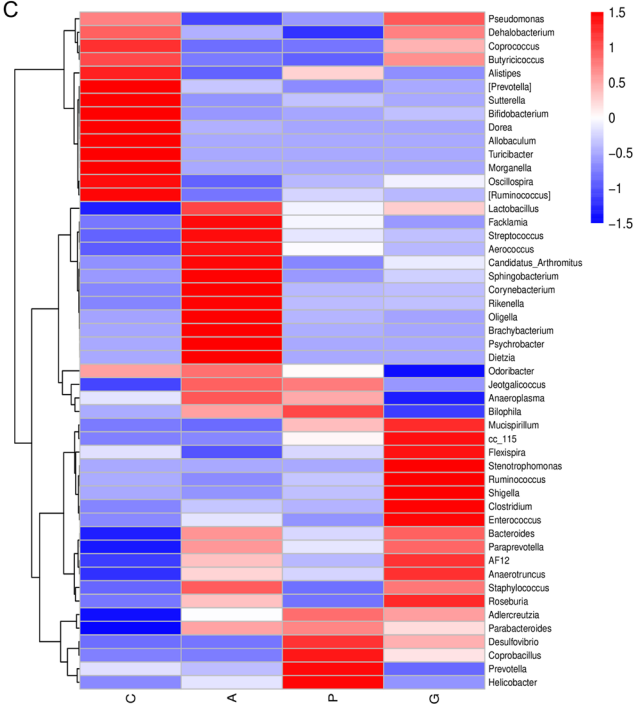 C
Pseudomonas
Dehalobacterium
Coprococcus
Butyricicoccus
Alistipes
[Prevotella]
Sutterella
Bifidobacterium
Dorea
Allobaculum
Turicibacter
Morganella
Oscillospira
[Ruminococcus]
Lactobacillus
Facklamia
Streptococcus
Aerococcus
Candidatus_Arthromitus
Sphingobacterium
Corynebacterium
Rikenella
Oligella
Brachybacterium
Psychrobacter
Dietzia
Odoribacter
Jeotgalicoccus
Anaeroplasma
Bilophila
Mucispirillum
cc_115
Flexispira
Stenotrophomonas
Ruminococcus
Shigella
Clostridium
Enterococcus
Bacteroides
Paraprevotella
AF12
Anaerotruncus
Staphylococcus
Roseburia
Adlercreutzia
Parabacteroides
Desulfovibrio
Coprobacillus
Prevotella
Helicobacter
1.5
1
0.5
0
−0.5
−1
−1.5
C A P G